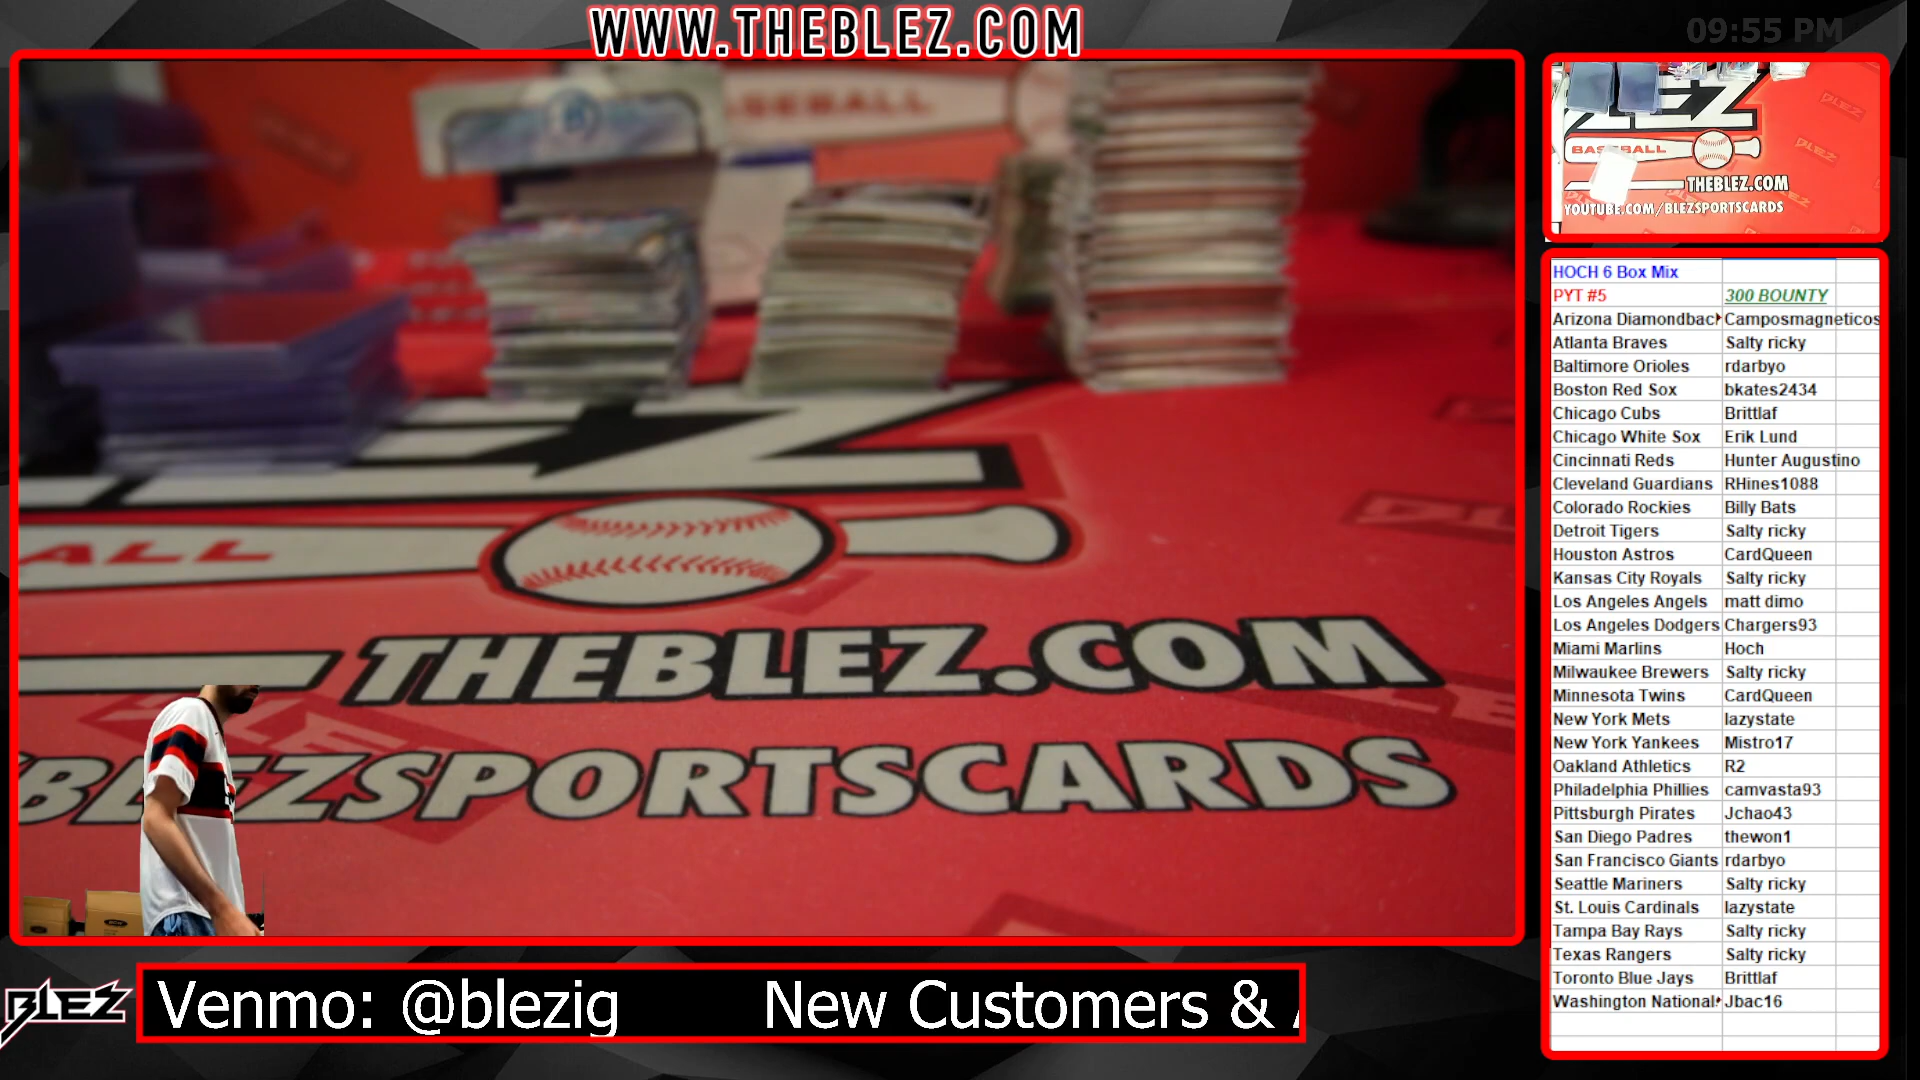 WWW.THEBLEZ.COM
09:55 PM
SEBALL
ALL
THEBLEZ.COM
BLEZSPORTSCARDS
BASEBALL
THEBLEZ.COM
YOUTUBE.COM/BLEZSPORTSCARDS
HOCH 6 Box Mix
PYT #5 300 BOUNTY
Arizona Diamondbac Camposmagneticos
Atlanta Braves Salty ricky
Baltimore Orioles rdarbyo
Boston Red Sox bkates2434
Chicago Cubs Brittlaf
Chicago White Sox Erik Lund
Cincinnati Reds Hunter Augustino
Cleveland Guardians RHines1088
Colorado Rockies Billy Bats
Detroit Tigers Salty ricky
Houston Astros CardQueen
Kansas City Royals Salty ricky
Los Angeles Angels matt dimo
Los Angeles Dodgers Chargers93
Miami Marlins Hoch
Milwaukee Brewers Salty ricky
Minnesota Twins CardQueen
New York Mets lazystate
New York Yankees Mistro17
Oakland Athletics R2
Philadelphia Phillies camvasta93
Pittsburgh Pirates Jchao43
San Diego Padres thewon1
San Francisco Giants rdarbyo
Seattle Mariners Salty ricky
St. Louis Cardinals lazystate
Tampa Bay Rays Salty ricky
Texas Rangers Salty ricky
Toronto Blue Jays Brittlaf
Washington National Jbac16
BLEZ
Venmo: @blezig New Customers &